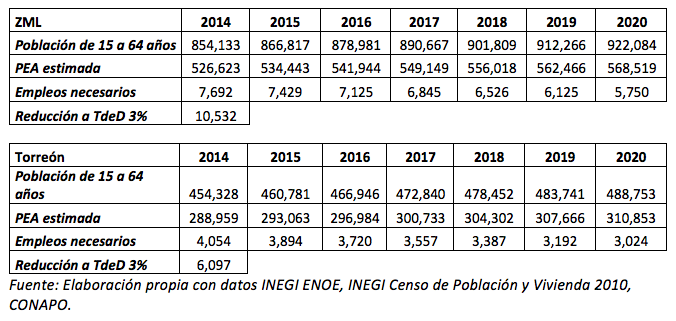 ZML 2014 2015 2016 2017 2018 2019 2020
Población de 15 a 64 años 854,133 866,817 878,981 890,667 901,809 912,266 922,084
PEA estimada 526,623 534,443 541,944 549,149 556,018 562,466 568,519
Empleos necesarios 7,692 7,429 7,125 6,845 6,526 6,125 5,750
Reducción a TdeD 3% 10,532
Torreón 2014 2015 2016 2017 2018 2019 2020
Población de 15 a 64
años 454,328 460,781 466,946 472,840 478,452 483,741 488,753
PEA estimada 288,959 293,063 296,984 300,733 304,302 307,666 310,853
Empleos necesarios 4,054 3,894 3,720 3,557 3,387 3,192 3,024
Reducción a TdeD 3% 6,097
Fuente: Elaboración propia con datos INEGI ENOE, INEGI Censo de Población y Vivienda 2010,
CONAPO.